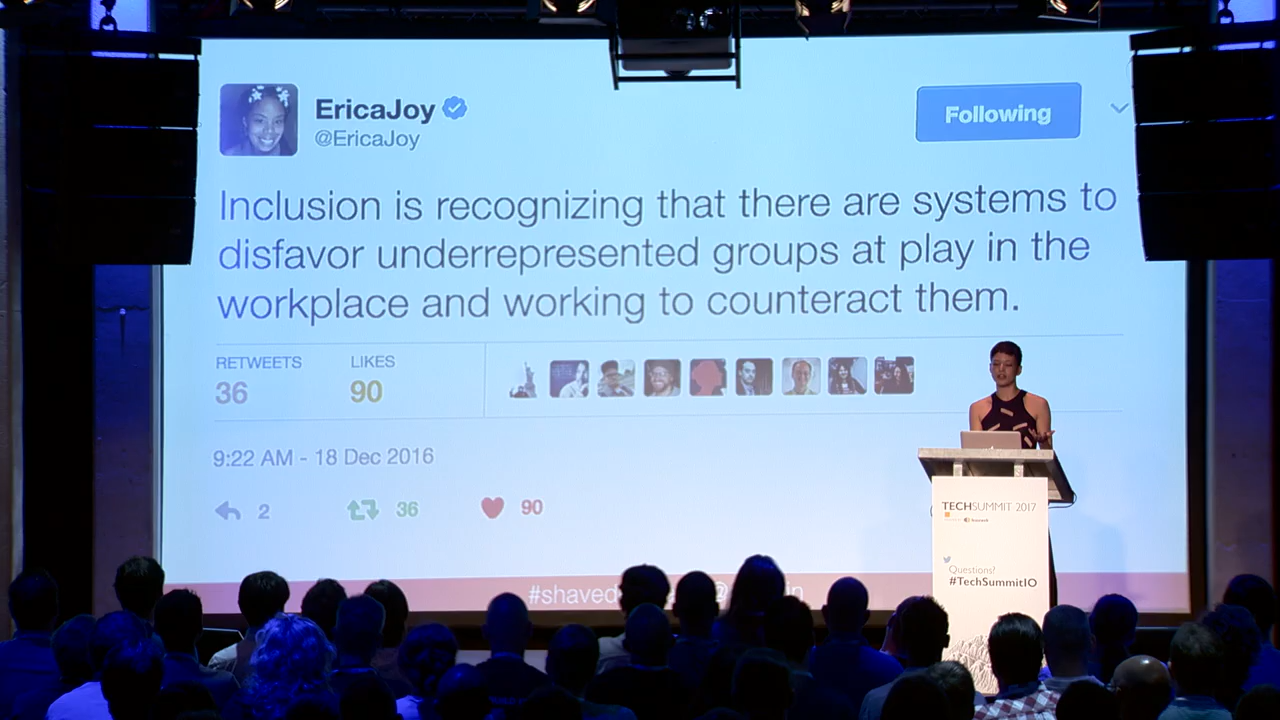 EricaJoy
@EricaJoy
Following
Inclusion is recognizing that there are systems to
disfavor underrepresented groups at play in the
workplace and working to counteract them.
RETWEETS
LIKES
36
90
9:22 AM - 18 Dec 2016
2
36
90
TECHSUMMIT 2017
Questions?
#TechSummitIO